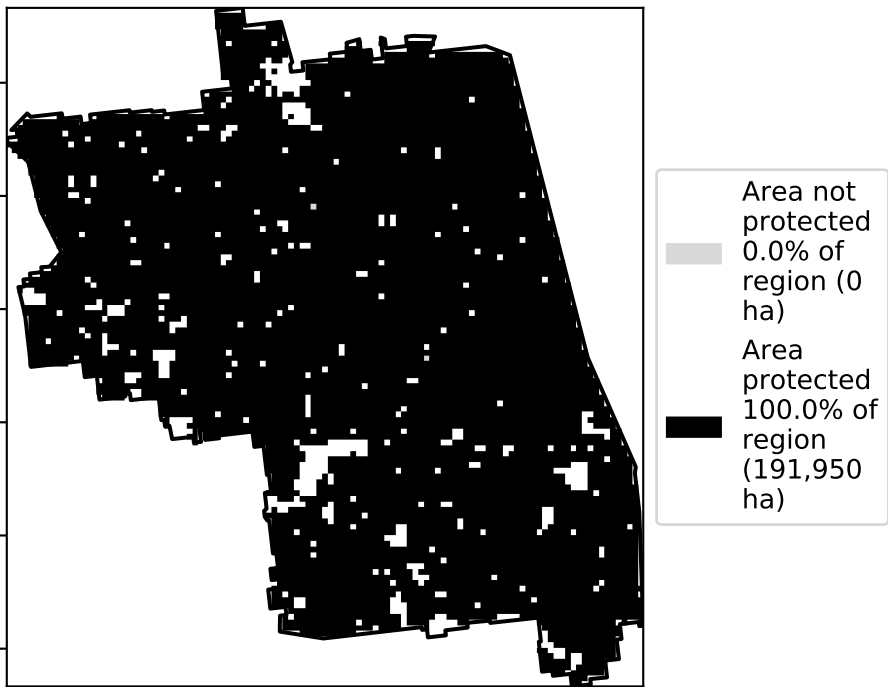 Area not
protected
0.0% of
region (0
ha)
Area
protected
100.0% of
region
(191,950
ha)